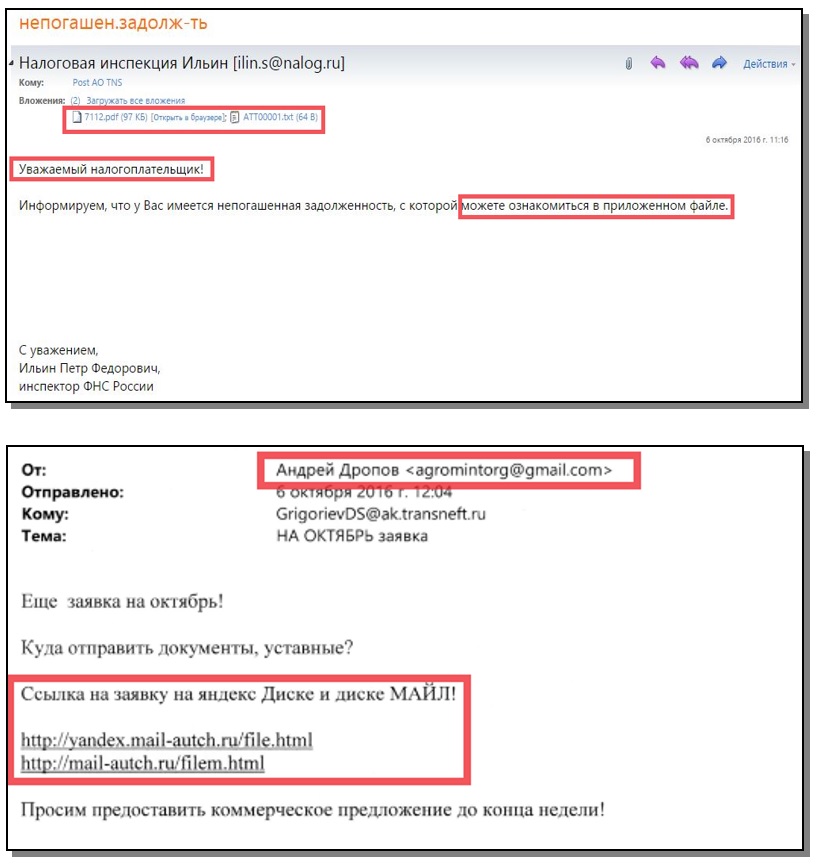 непогашен.задолж-ть
Налоговая инспекция Ильин [ilin.s@nalog.ru]
Действия
Кому: Post AO TNS
Вложения: (2) Загружать все вложения
7112.pdf (97 КБ) [Открыть в браузере]; ATT00001.txt (64 B)
6 октября 2016 г. 11:16
Уважаемый налогоплательщик!
Информируем, что у Вас имеется непогашенная задолженность, с которой можете ознакомиться в приложенном файле.
С уважением,
Ильин Петр Федорович,
инспектор ФНС России
От: Андрей Дропов <agromintorg@gmail.com>
Отправлено: 6 октября 2016 г. 12:04
Кому: GrigorievDS@ak.transneft.ru
Тема: НА ОКТЯБРЬ заявка
Еще заявка на октябрь!
Куда отправить документы, уставные?
Ссылка на заявку на яндекс Диске и диске МАЙЛ!
http://yandex.mail-autch.ru/file.html
http://mail-autch.ru/filem.html
Просим предоставить коммерческое предложение до конца недели!